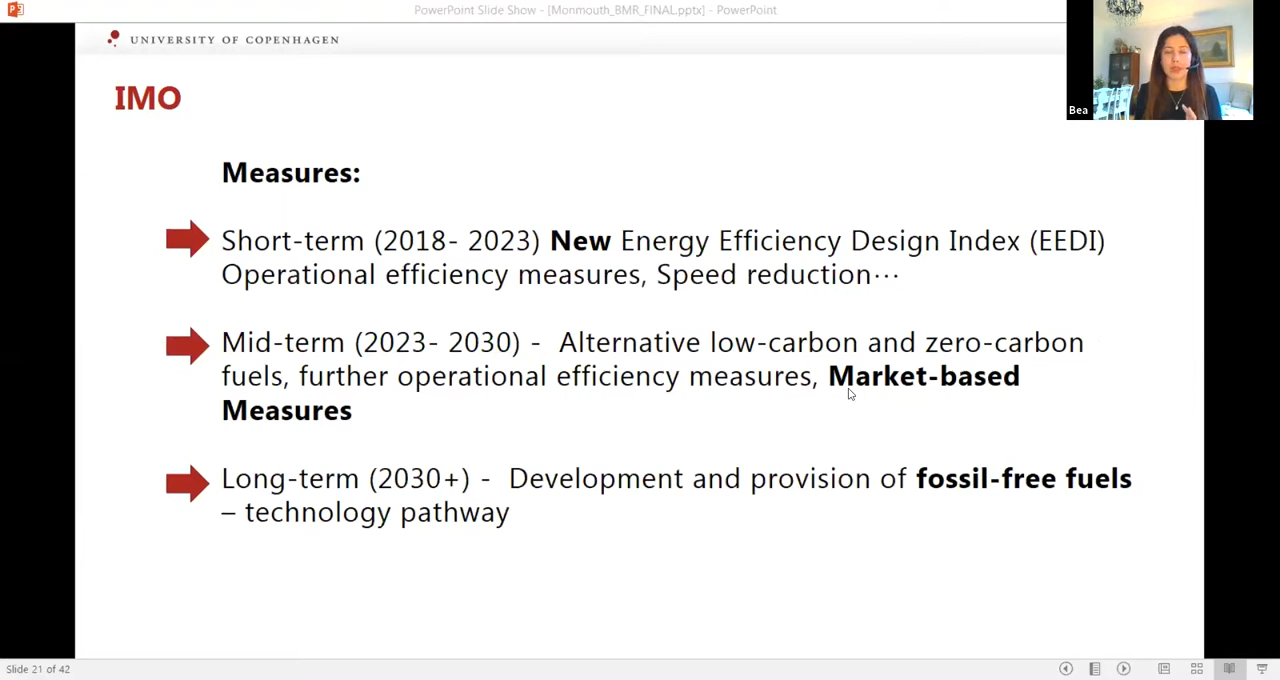 PowerPoint Slide Show - [Monmouth_BMR_FINAL.pptx] - PowerPoint
UNIVERSITY OF COPENHAGEN
Bea
IMO
Measures:
Short-term (2018- 2023) New Energy Efficiency Design Index (EEDI)
Operational efficiency measures, Speed reduction···
Mid-term (2023- 2030) - Alternative low-carbon and zero-carbon
fuels, further operational efficiency measures, Market-based
Measures
Long-term (2030+) - Development and provision of fossil-free fuels
– technology pathway
Slide 21 of 42